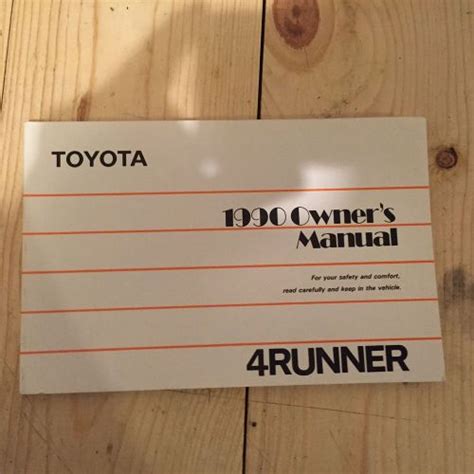 TOYOTA
1990 Owner's
Manual
For your safety and comfort,
read carefully and keep in the vehicle.
4RUNNER